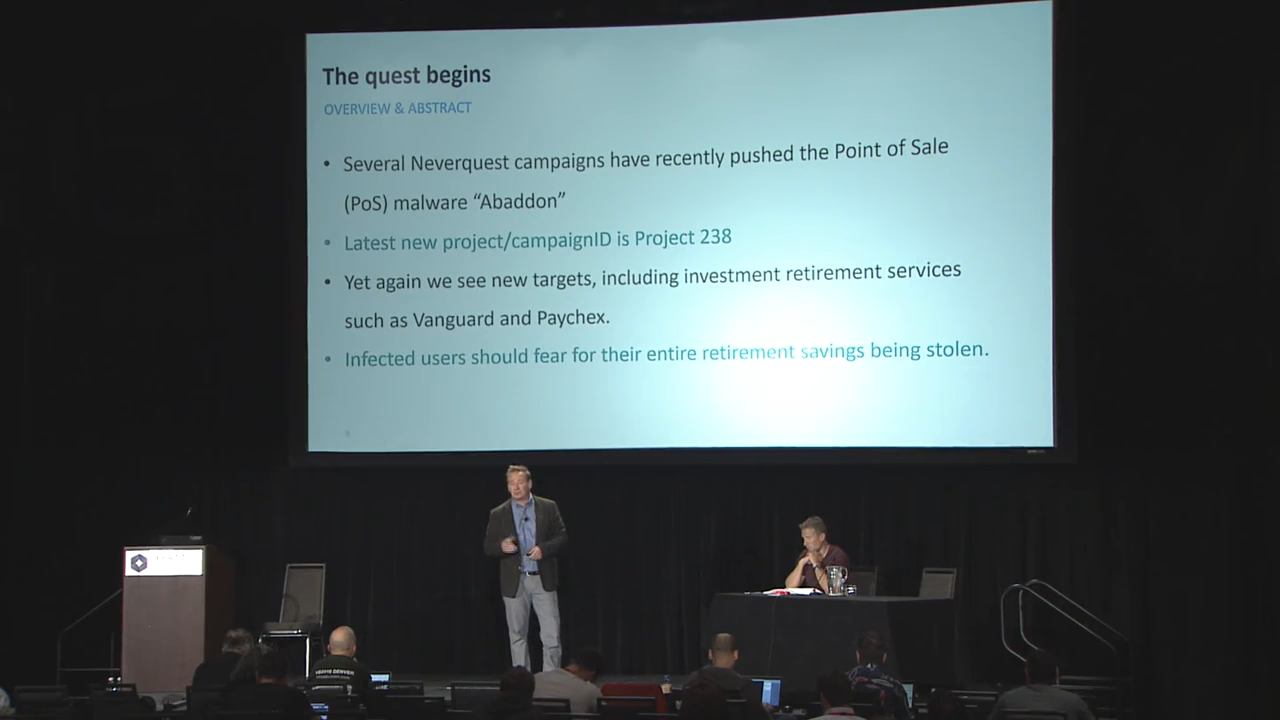 The quest begins
OVERVIEW & ABSTRACT
• Several Neverquest campaigns have recently pushed the Point of Sale
(PoS) malware “Abaddon”
• Latest new project/campaignID is Project 238
• Yet again we see new targets, including investment retirement services
such as Vanguard and Paychex.
• Infected users should fear for their entire retirement savings being stolen.
VB2016 DENVER